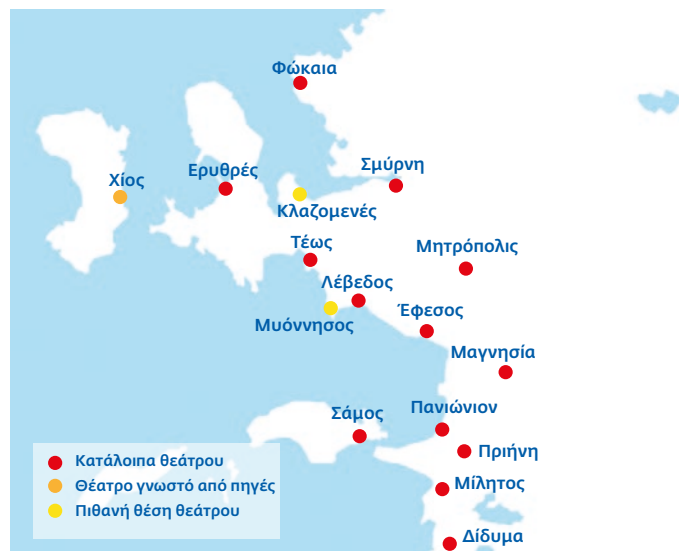 Φώκαια
Σμύρνη
Ερυθρές
Χίος
Κλαζομενές
Τέως
Μητρόπολις
Λέβεδος
Έφεσος
Μυόννησος
Μαγνησία
Πανιώνιον
Σάμος
Πριήνη
Μίλητος
Δίδυμα
Κατάλοιπα θεάτρου
Θέατρο γνωστό από πηγές
Πιθανή θέση θεάτρου